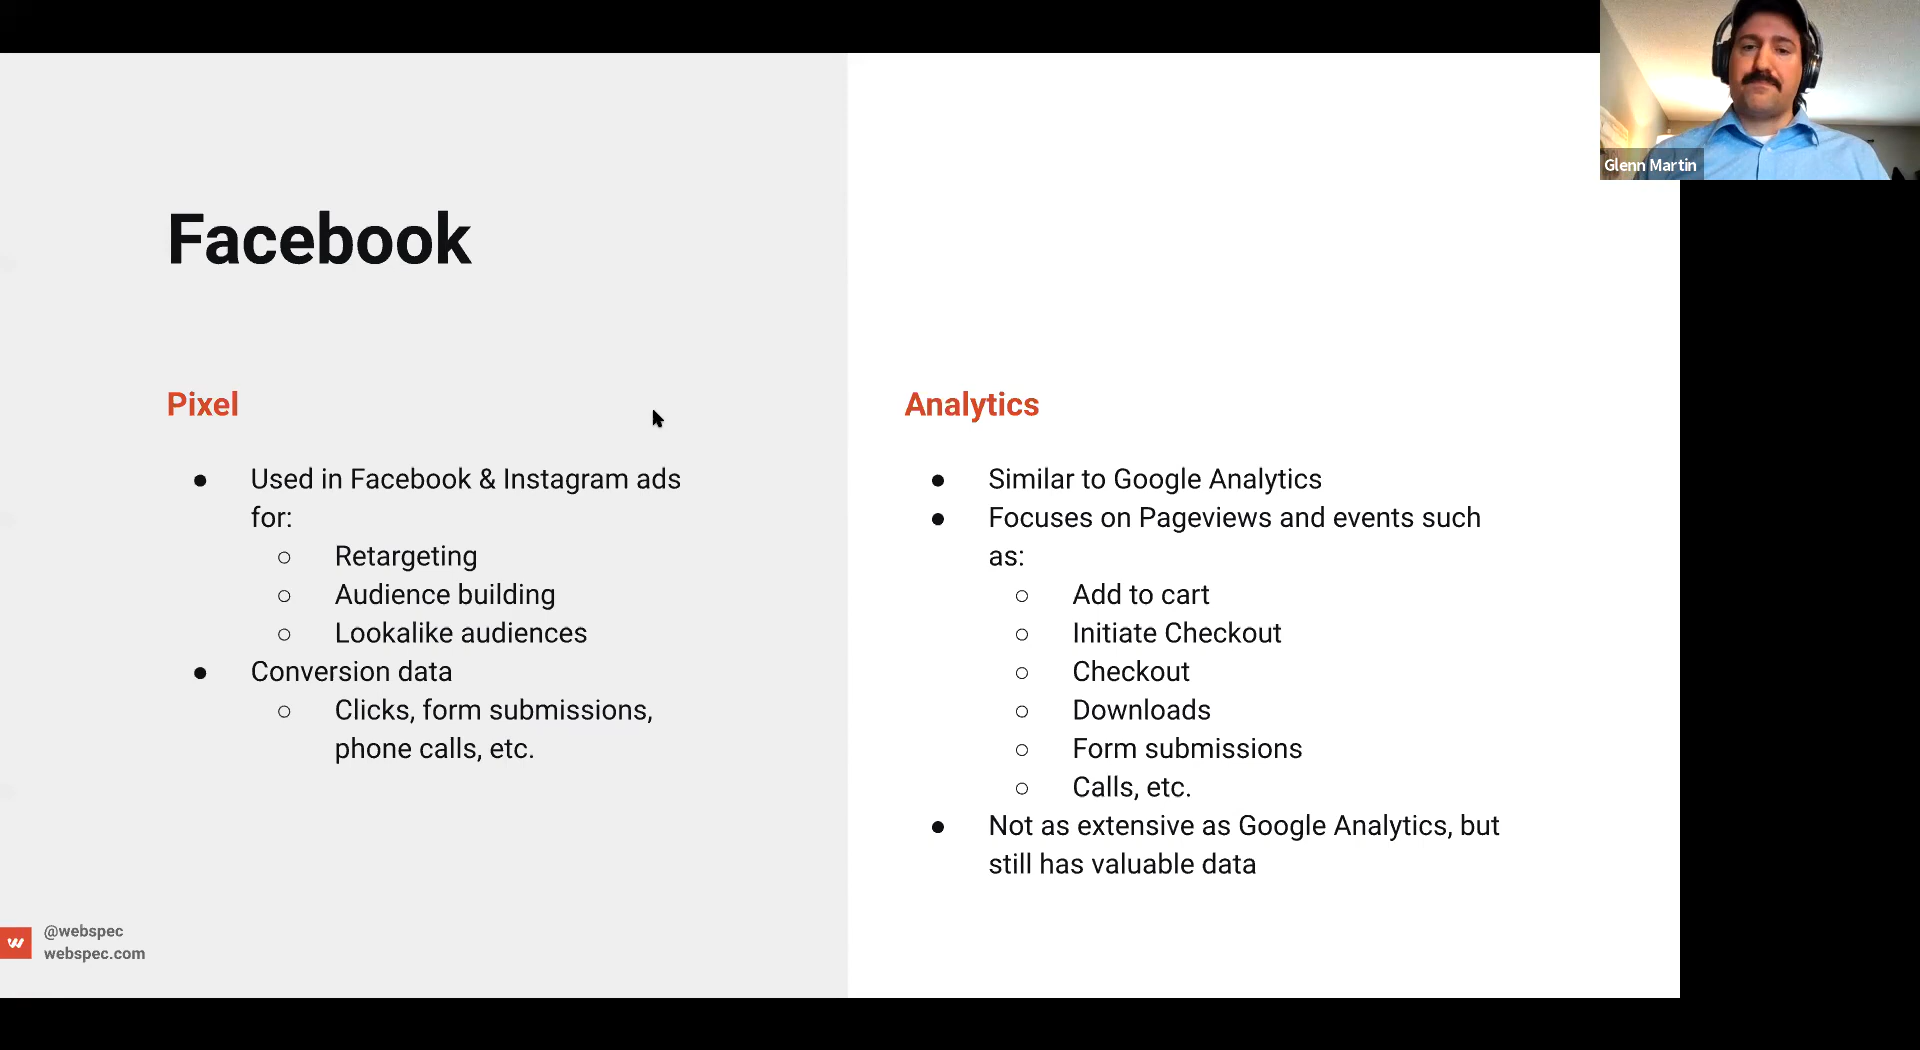 Glenn Martin
Facebook
Pixel
● Used in Facebook & Instagram ads
for:
○ Retargeting
○ Audience building
○ Lookalike audiences
● Conversion data
○ Clicks, form submissions,
phone calls, etc.
Analytics
● Similar to Google Analytics
● Focuses on Pageviews and events such
as:
○ Add to cart
○ Initiate Checkout
○ Checkout
○ Downloads
○ Form submissions
○ Calls, etc.
● Not as extensive as Google Analytics, but
still has valuable data
@webspec
webspec.com